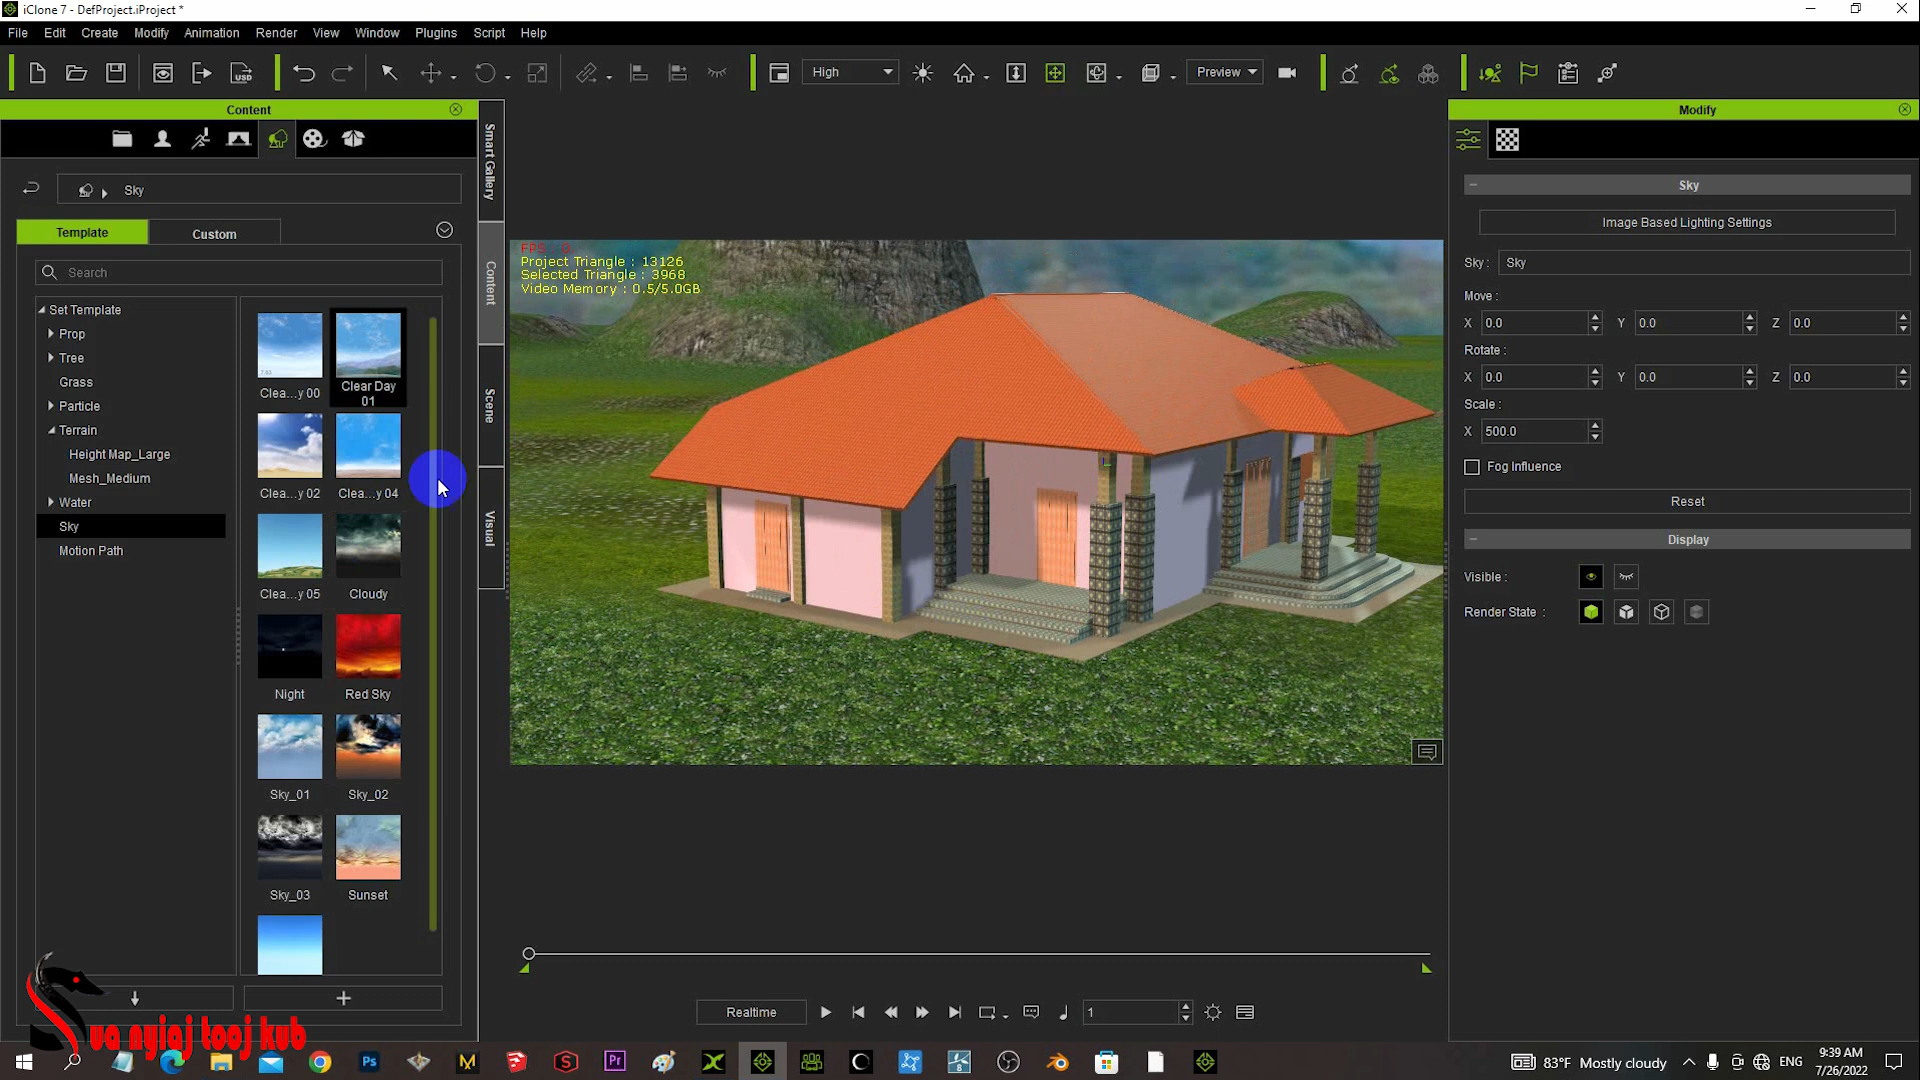 iClone 7 - DefProject.iProject *
File Edit Create Modify Animation Render View Window Plugins Script Help
USD High Preview
Content
Modify
Smart Gallery
Content
Scene
Visual
Sky
Template Custom
Search
Set Template
Prop
Tree
Grass
Particle
Terrain
Height Map_Large
Mesh_Medium
Water
Sky
Motion Path
Clea...y 00 Clear Day 01
Clea...y 02 Clea...y 04
Clea...y 05 Cloudy
Night Red Sky
Sky_01 Sky_02
Sky_03 Sunset
FPS : 0
Project Triangle : 13126
Selected Triangle : 3968
Video Memory : 0.5/5.0GB
Sky
Image Based Lighting Settings
Sky : Sky
Move :
X 0.0 Y 0.0 Z 0.0
Rotate :
X 0.0 Y 0.0 Z 0.0
Scale :
X 500.0
Fog Influence
Reset
Display
Visible :
Render State :
Realtime 1
Sua nyiaj tooj kub
83°F Mostly cloudy ENG 9:39 AM
7/26/2022